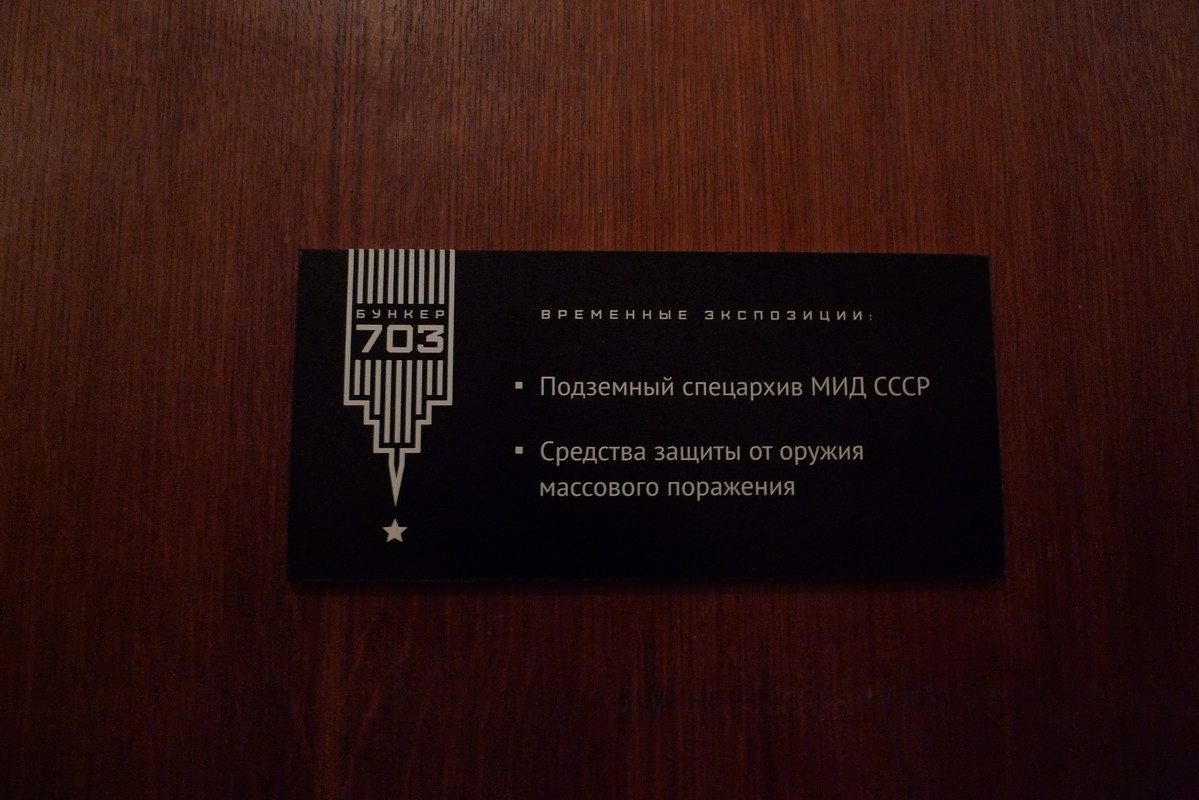 БУНКЕР
703
ВРЕМЕННЫЕ ЭКСПОЗИЦИИ:
▪ Подземный спецархив МИД СССР
▪ Средства защиты от оружия
массового поражения